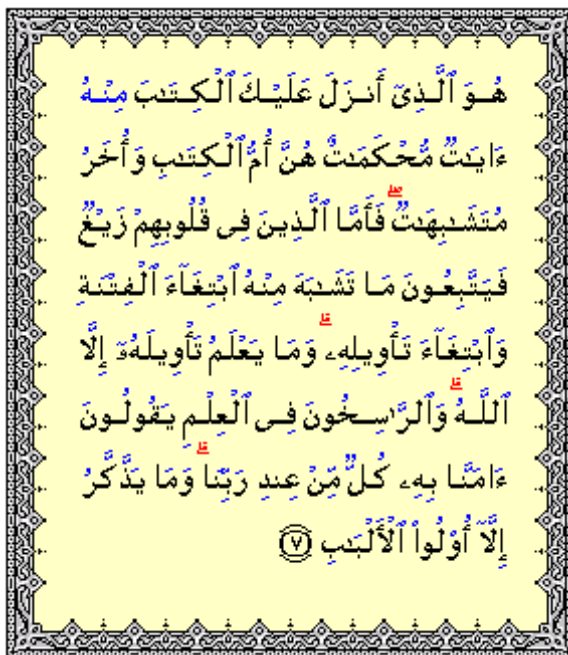 هُوَ ٱلَّذِىٓ أَنزَلَ عَلَيْكَ ٱلْكِتَـٰبَ مِنْهُ
ءَايَـٰتٌ مُّحْكَمَـٰتٌ هُنَّ أُمُّ ٱلْكِتَـٰبِ وَأُخَرُ
مُتَشَـٰبِهَـٰتٌ ۖ فَأَمَّا ٱلَّذِينَ فِى قُلُوبِهِمْ زَيْغٌ
فَيَتَّبِعُونَ مَا تَشَـٰبَهَ مِنْهُ ٱبْتِغَآءَ ٱلْفِتْنَةِ
وَٱبْتِغَآءَ تَأْوِيلِهِۦ ۗ وَمَا يَعْلَمُ تَأْوِيلَهُۥٓ إِلَّا
ٱللَّهُ ۗ وَٱلرَّٰسِخُونَ فِى ٱلْعِلْمِ يَقُولُونَ
ءَامَنَّا بِهِۦ كُلٌّ مِّنْ عِندِ رَبِّنَا ۗ وَمَا يَذَّكَّرُ
إِلَّآ أُو۟لُوا۟ ٱلْأَلْبَـٰبِ ٧